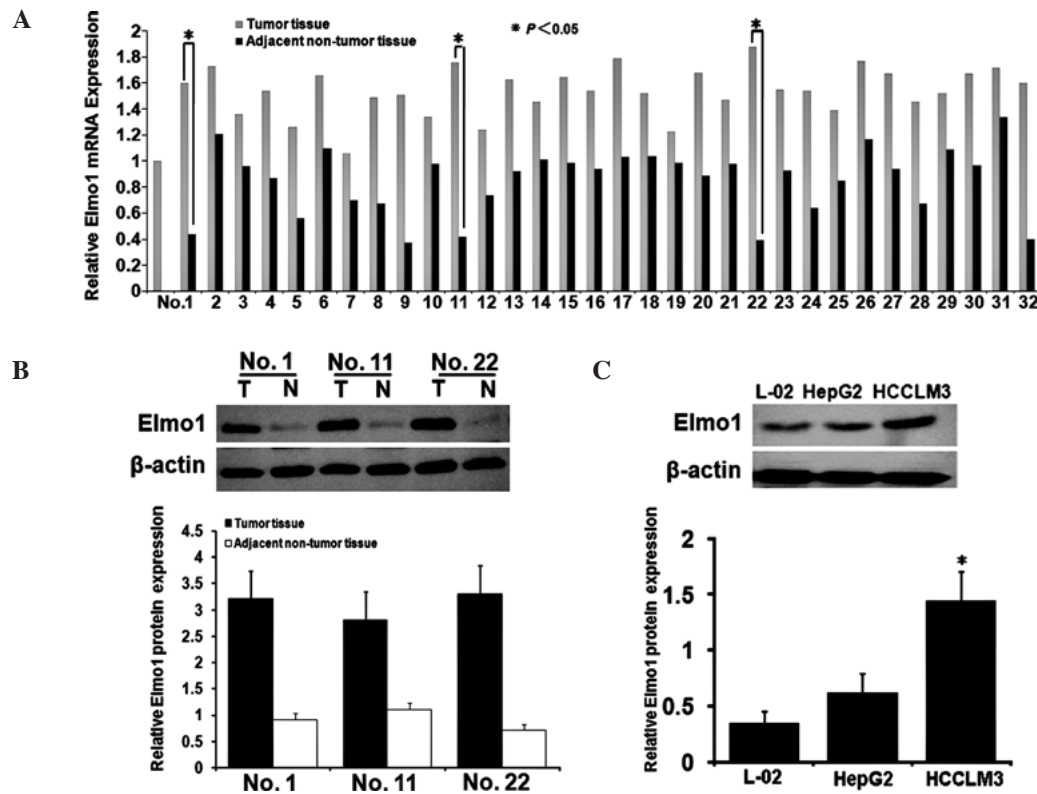 A
Tumor tissue
Adjacent non-tumor tissue
* P<0.05
*
*
*
Relative Elmo1 mRNA Expression
2
1.8
1.6
1.4
1.2
1
0.8
0.6
0.4
0.2
0
No.1 2 3 4 5 6 7 8 9 10 11 12 13 14 15 16 17 18 19 20 21 22 23 24 25 26 27 28 29 30 31 32
B
No. 1 No. 11 No. 22
T N T N T N
Elmo1
β-actin
Relative Elmo1 protein expression
Tumor tissue
Adjacent non-tumor tissue
4.5
4
3.5
3
2.5
2
1.5
1
0.5
0
No. 1 No. 11 No. 22
C
L-02 HepG2 HCCLM3
Elmo1
β-actin
Relative Elmo1 protein expression
2
1.5
1
0.5
0
*
L-02 HepG2 HCCLM3